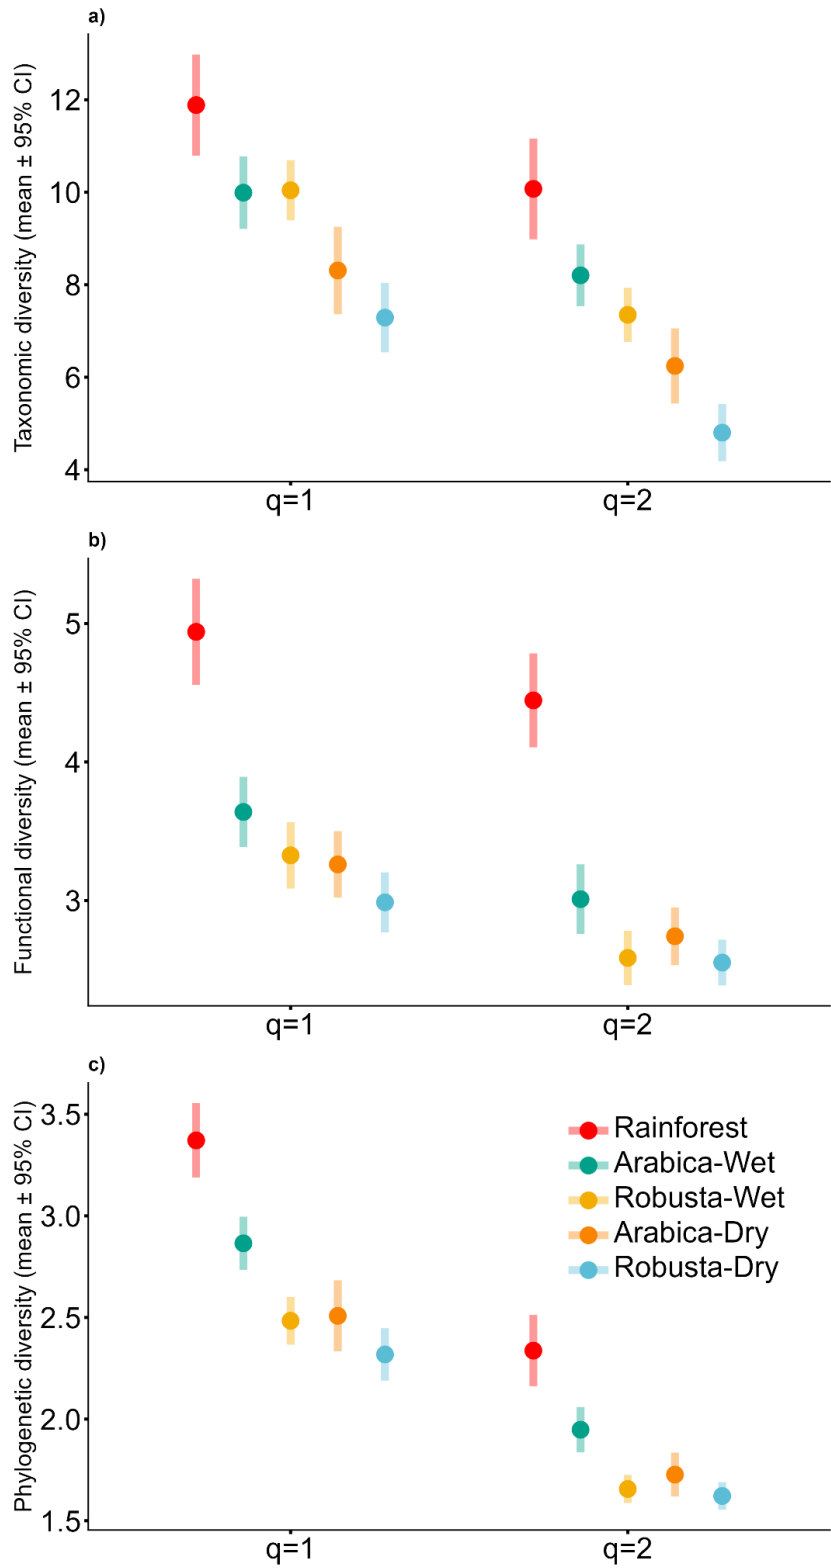 a)
Taxonomic diversity (mean ± 95% CI)
12
10
8
6
4
q=1 q=2
b)
Functional diversity (mean ± 95% CI)
5
4
3
q=1 q=2
c)
Phylogenetic diversity (mean ± 95% CI)
3.5
3.0
2.5
2.0
1.5
Rainforest
Arabica-Wet
Robusta-Wet
Arabica-Dry
Robusta-Dry
q=1 q=2